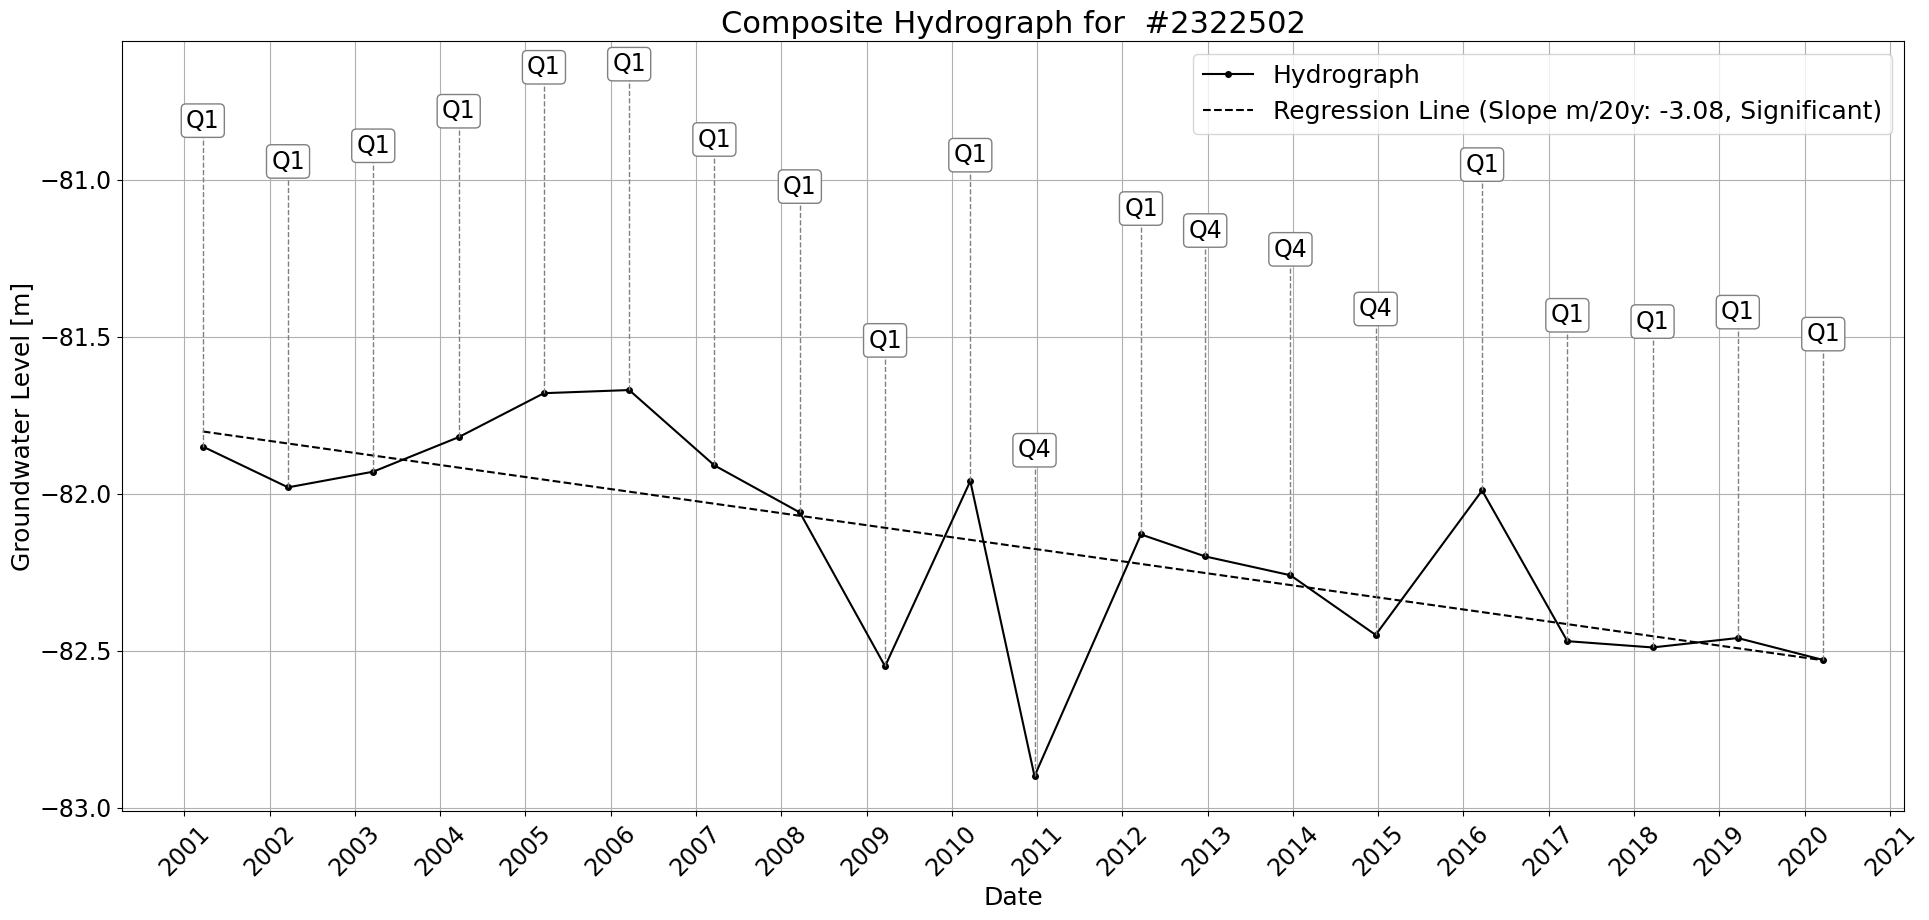 Composite Hydrograph for  #2322502
Hydrograph
Regression Line (Slope m/20y: -3.08, Significant)
Q1
Q1
Q1
Q1
Q1
Q1
Q1
Q1
Q1
Q1
Q4
Q1
Q4
Q4
Q4
Q1
Q1
Q1
Q1
Q1
Groundwater Level [m]
−81.0
−81.5
−82.0
−82.5
−83.0
2001
2002
2003
2004
2005
2006
2007
2008
2009
2010
2011
2012
2013
2014
2015
2016
2017
2018
2019
2020
2021
Date